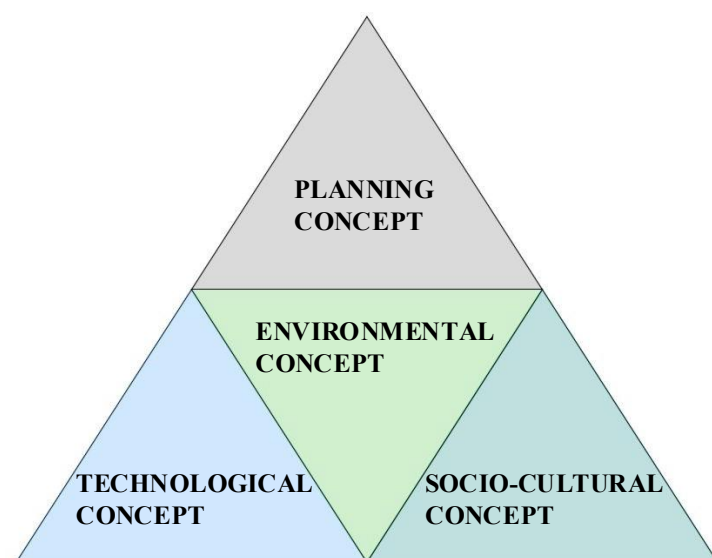 PLANNING
CONCEPT
ENVIRONMENTAL
CONCEPT
TECHNOLOGICAL
CONCEPT
SOCIO-CULTURAL
CONCEPT